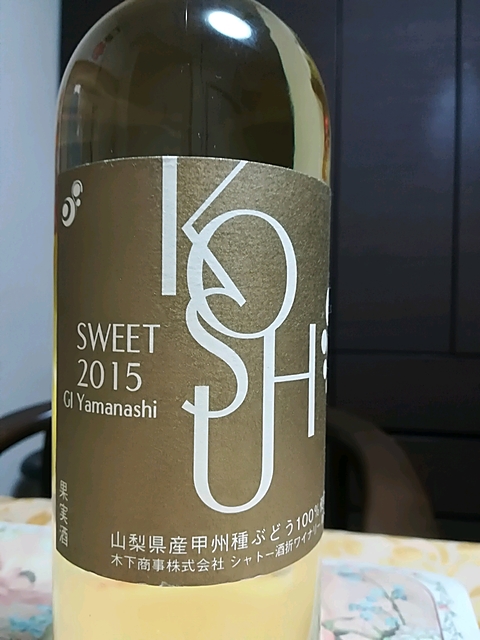 KOSHU
SWEET
2015
GI Yamanashi
果実酒
山梨県産甲州種ぶどう100%
木下商事株式会社 シャトー酒折ワイナリー